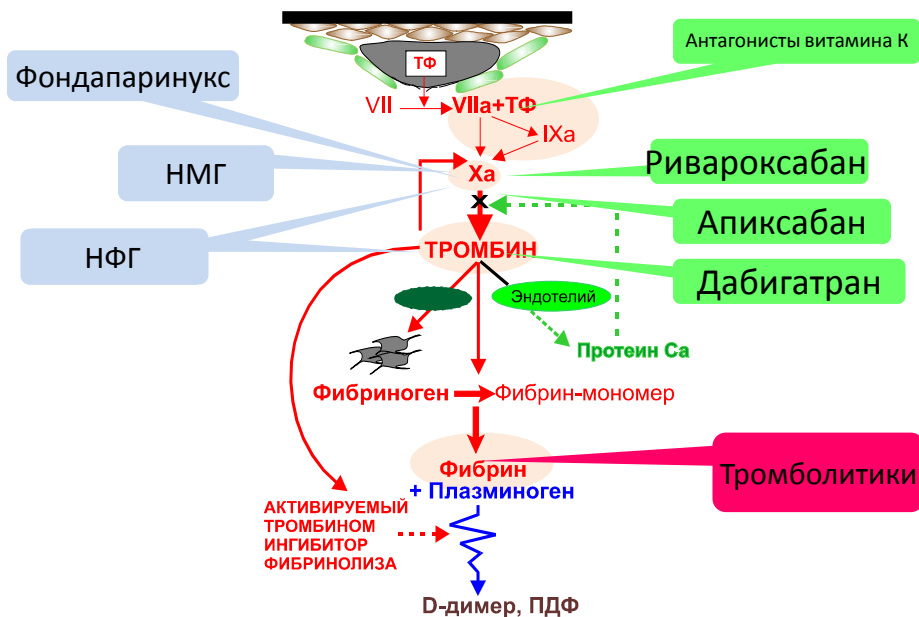 ТФ
Антагонисты витамина К
Фондапаринукс
VII
VIIa+ТФ
IXa
НМГ
Xa
Ривароксабан
X
Апиксабан
НФГ
ТРОМБИН
Дабигатран
Эндотелий
Протеин Ca
Фибриноген
Фибрин-мономер
Фибрин
Тромболитики
+ Плазминоген
АКТИВИРУЕМЫЙ
ТРОМБИНОМ
ИНГИБИТОР
ФИБРИНОЛИЗА
D-димер, ПДФ